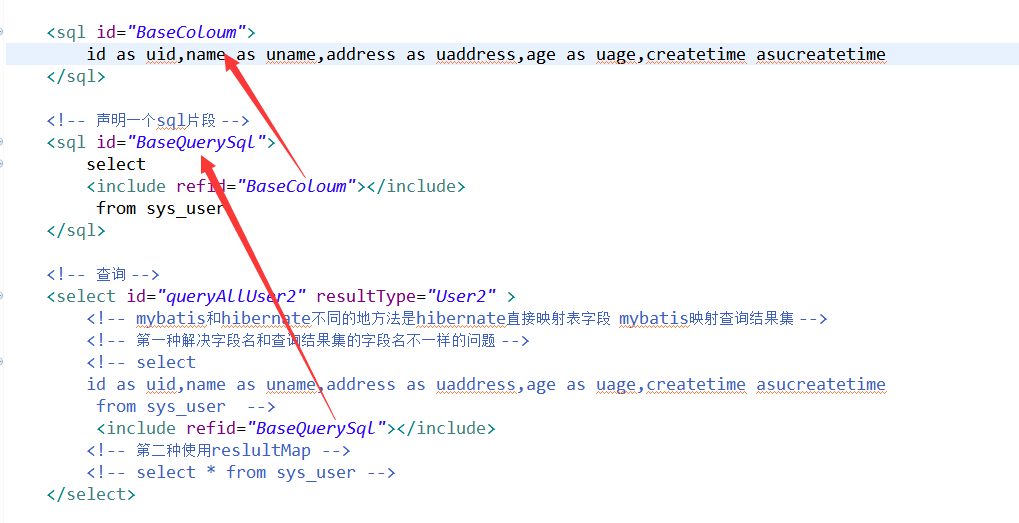 <sql id="BaseColoum">
id as uid,name as uname,address as uaddress,age as uage,createtime asucreatetime
</sql>
<!-- 声明一个sql片段 -->
<sql id="BaseQuerySql">
select
<include refid="BaseColoum"></include>
from sys_user
</sql>
<!-- 查询 -->
<select id="queryAllUser2" resultType="User2" >
<!-- mybatis和hibernate不同的地方法是hibernate直接映射表字段 mybatis映射查询结果集 -->
<!-- 第一种解决字段名和查询结果集的字段名不一样的问题 -->
<!-- select
id as uid,name as uname,address as uaddress,age as uage,createtime asucreatetime
from sys_user -->
<include refid="BaseQuerySql"></include>
<!-- 第二种使用reslultMap -->
<!-- select * from sys_user -->
</select>